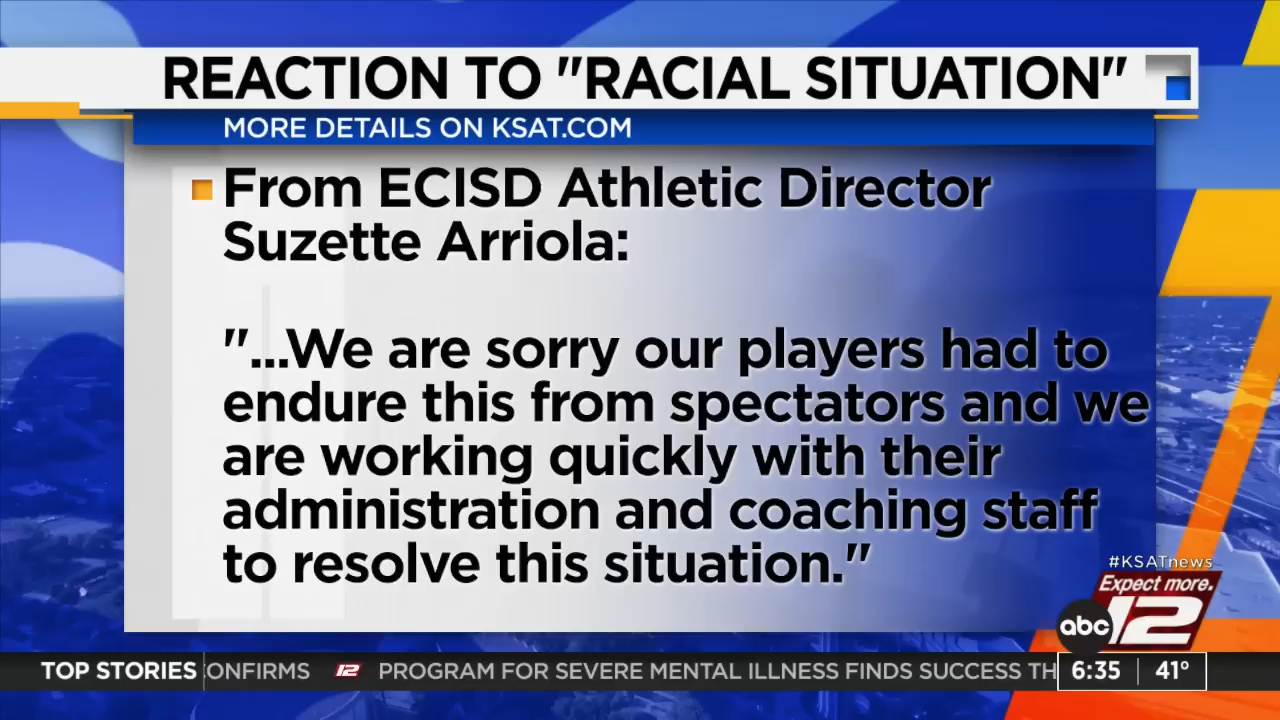 REACTION TO "RACIAL SITUATION"
MORE DETAILS ON KSAT.COM
From ECISD Athletic Director
Suzette Arriola:
"...We are sorry our players had to
endure this from spectators and we
are working quickly with their
administration and coaching staff
to resolve this situation."
#KSATnews
Expect more.
abc 12
TOP STORIES ONFIRMS 12 PROGRAM FOR SEVERE MENTAL ILLNESS FINDS SUCCESS TH 6:35 41°